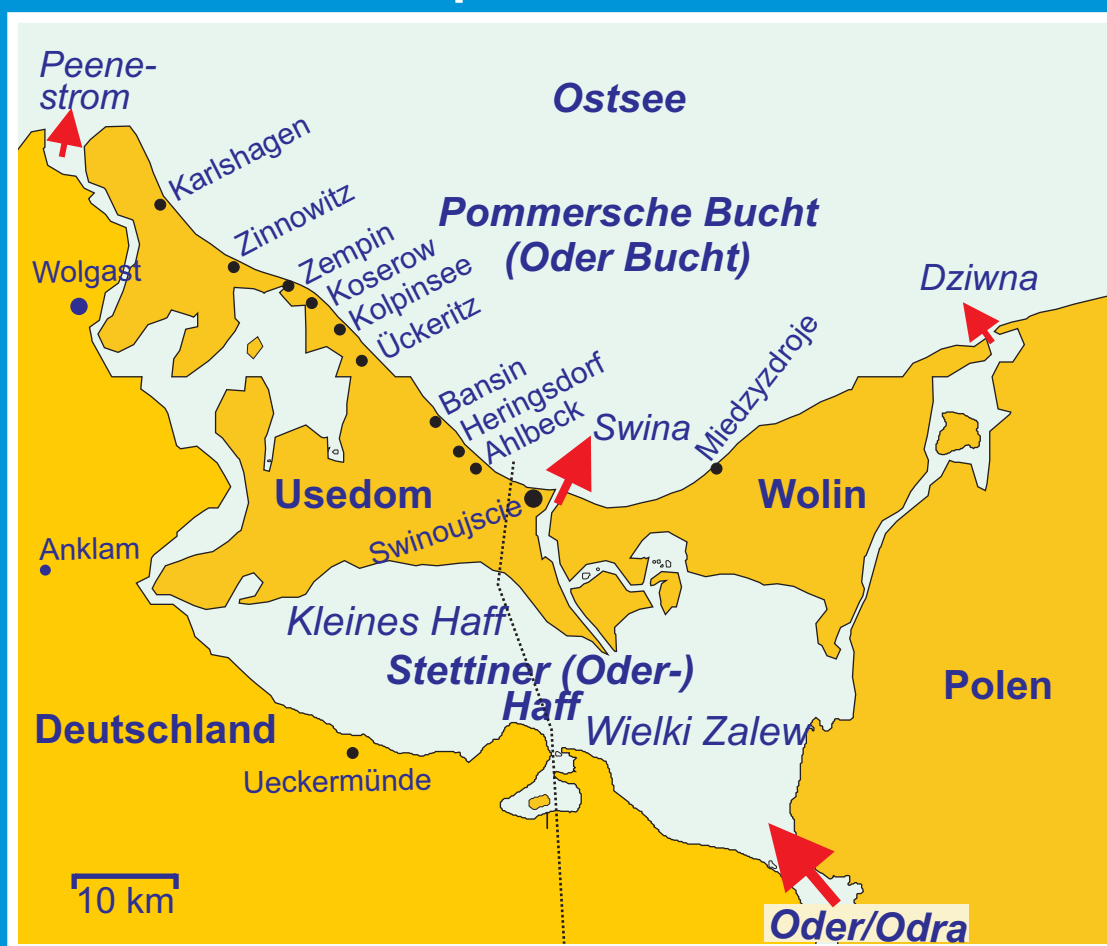 Peene-
strom
Ostsee
Karlshagen
Zinnowitz
Pommersche Bucht
(Oder Bucht)
Zempin
Koserow
Kolpinsee
Ückeritz
Wolgast
Dziwna
Bansin
Heringsdorf
Ahlbeck
Swina
Miedzyzdroje
Usedom
Wolin
Swinoujscie
Anklam
Kleines Haff
Stettiner (Oder-)
Haff
Polen
Deutschland
Wielki Zalew
Ueckermünde
10 km
Oder/Odra